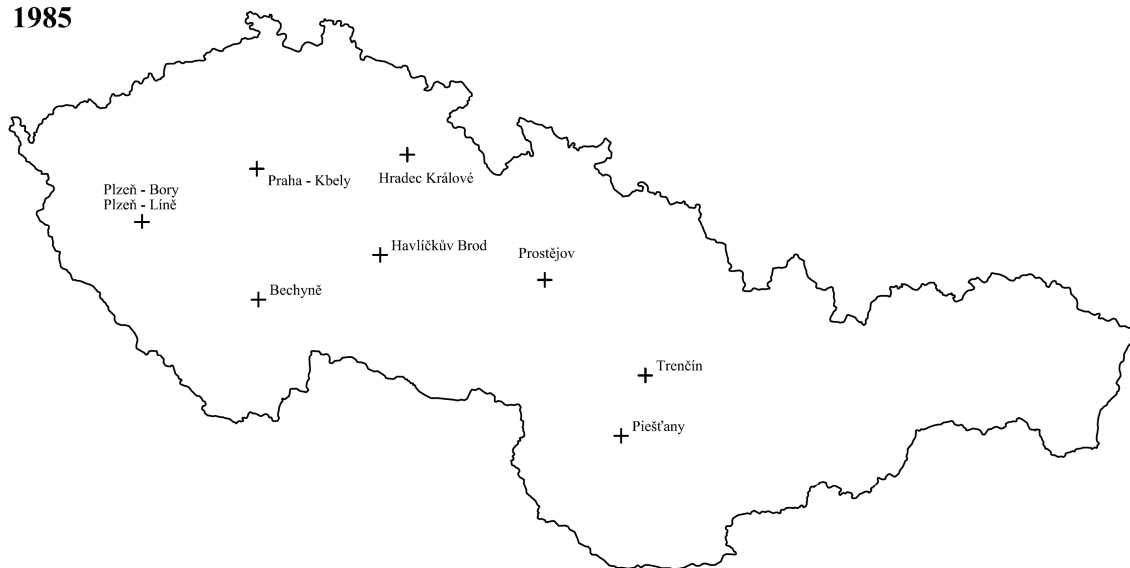 1985
Praha - Kbely
Hradec Králové
Plzeň - Bory
Plzeň - Líně
Havlíčkův Brod
Prostějov
Bechyně
Trenčín
Piešťany